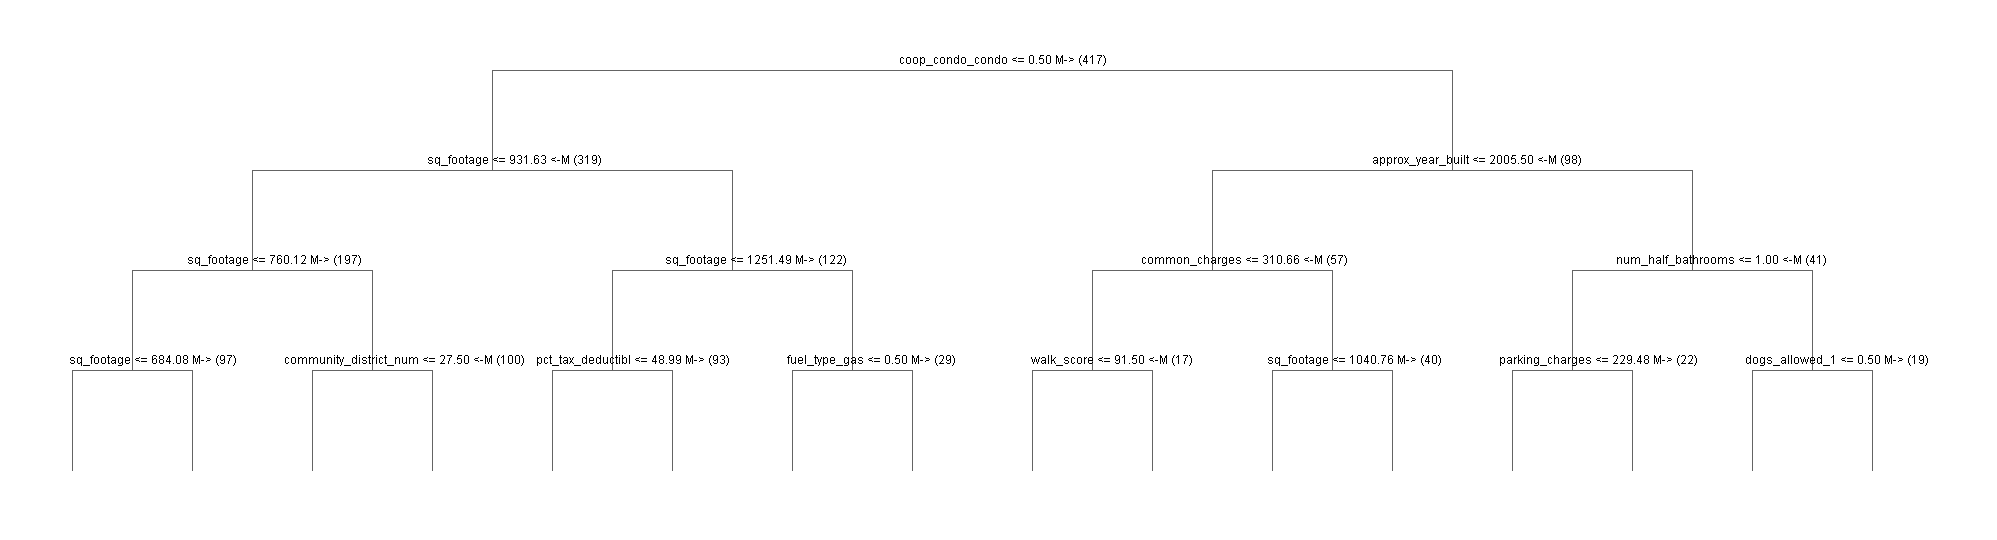 coop_condo_condo <= 0.50 M-> (417)
sq_footage <= 931.63 <-M (319)
approx_year_built <= 2005.50 <-M (98)
sq_footage <= 760.12 M-> (197)
sq_footage <= 1251.49 M-> (122)
common_charges <= 310.66 <-M (57)
num_half_bathrooms <= 1.00 <-M (41)
sq_footage <= 684.08 M-> (97)
community_district_num <= 27.50 <-M (100)
pct_tax_deductibl <= 48.99 M-> (93)
fuel_type_gas <= 0.50 M-> (29)
walk_score <= 91.50 <-M (17)
sq_footage <= 1040.76 M-> (40)
parking_charges <= 229.48 M-> (22)
dogs_allowed_1 <= 0.50 M-> (19)